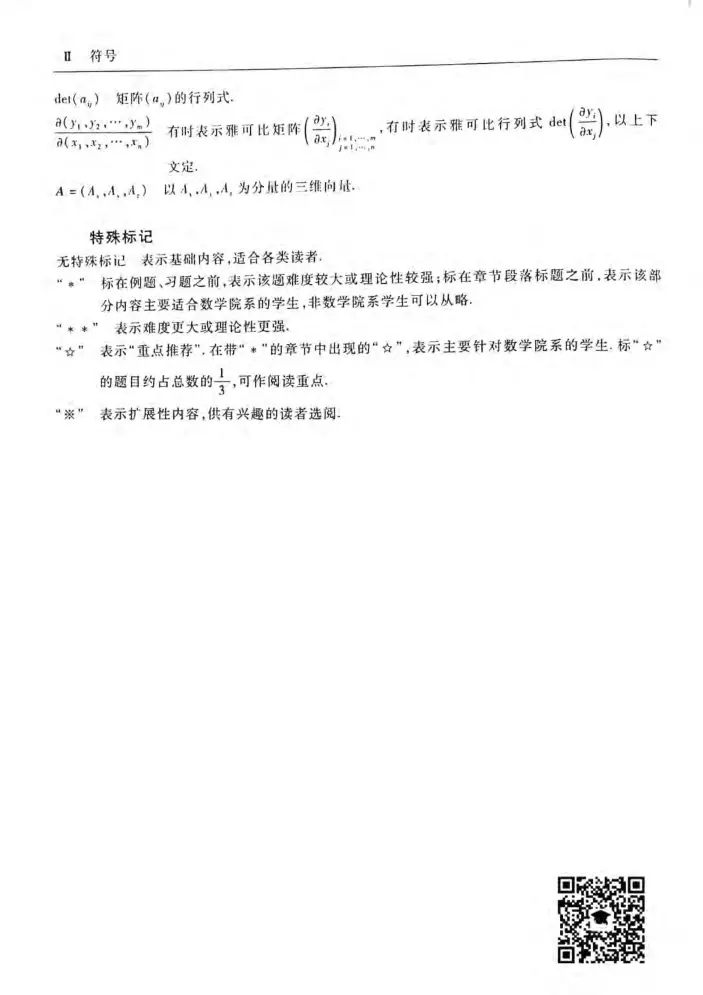 Ⅱ 符号
det(a_{ij}) 矩阵(a_{ij})的行列式.
∂(y₁,y₂,⋯,y_m)/∂(x₁,x₂,⋯,x_n) 有时表示雅可比矩阵(∂y_i/∂x_j)_{i=1,⋯,m j=1,⋯,n},有时表示雅可比行列式 det(∂y_i/∂x_j),以上下
文定.
A=(A_x,A_y,A_z) 以 A_x,A_y,A_z 为分量的三维向量.
特殊标记
无特殊标记 表示基础内容,适合各类读者.
“*” 标在例题、习题之前,表示该题难度较大或理论性较强;标在章节段落标题之前,表示该部
分内容主要适合数学院系的学生,非数学院系学生可以从略.
“**” 表示难度更大或理论性更强.
“☆” 表示“重点推荐”.在带“*”的章节中出现的“☆”,表示主要针对数学院系的学生.标“☆”
的题目约占总数的1/3,可作阅读重点.
“※” 表示扩展性内容,供有兴趣的读者选阅.